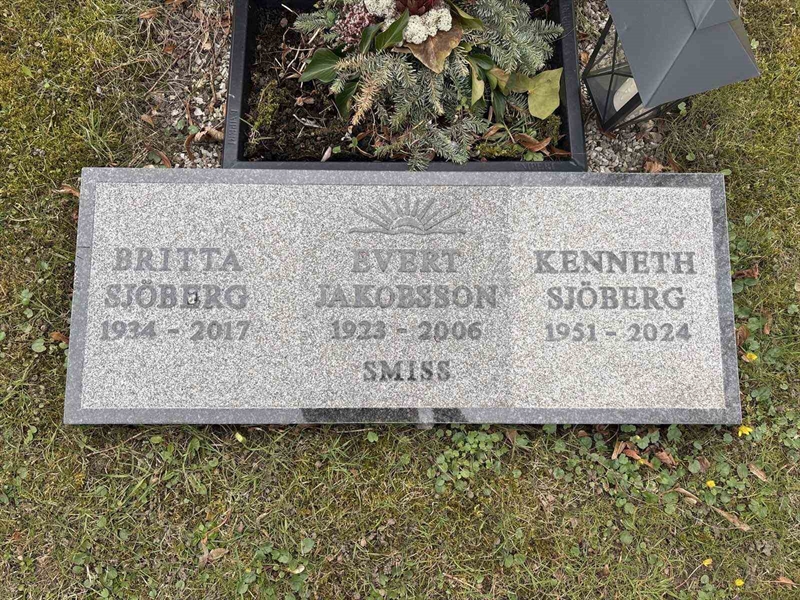 BRITTA
SJÖBERG
1934 - 2017
EVERT
JAKOBSSON
1923 - 2006
SMISS
KENNETH
SJÖBERG
1951 - 2024